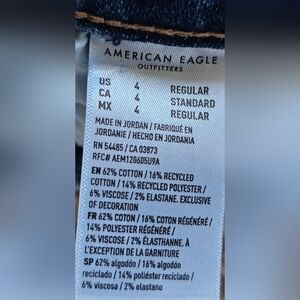 AMERICAN EAGLE
OUTFITTERS
US 4 REGULAR
CA 4 STANDARD
MX 4 REGULAR
MADE IN JORDAN / FABRIQUÉ EN
JORDANIE / HECHO EN JORDANIA
RN 54485 / CA 03873
RFC# AEM120605U9A
EN 62% COTTON / 16% RECYCLED
COTTON / 14% RECYCLED POLYESTER /
6% VISCOSE / 2% ELASTANE. EXCLUSIVE
OF DECORATION
FR 62% COTON / 16% COTON RÉGÉNÉRÉ /
14% POLYESTER RÉGÉNÉRÉ /
6% VISCOSE / 2% ÉLASTHANNE. À
L'EXCEPTION DE LA GARNITURE
SP 62% algodón / 16% algodón
reciclado / 14% poliéster reciclado /
6% viscosa / 2% elastano